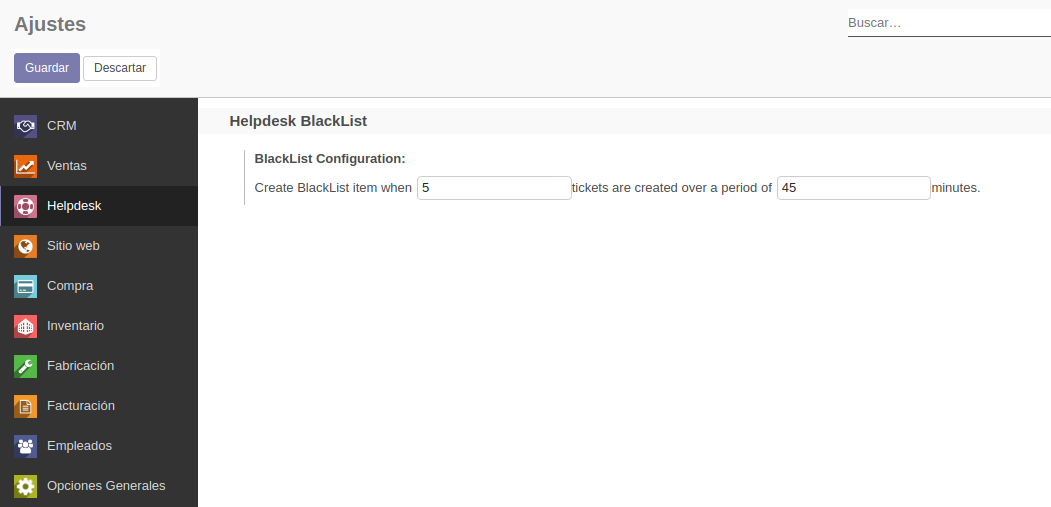 Ajustes
Buscar...
Guardar Descartar
CRM
Ventas
Helpdesk
Sitio web
Compra
Inventario
Fabricación
Facturación
Empleados
Opciones Generales
Helpdesk BlackList
BlackList Configuration:
Create BlackList item when 5 tickets are created over a period of 45 minutes.